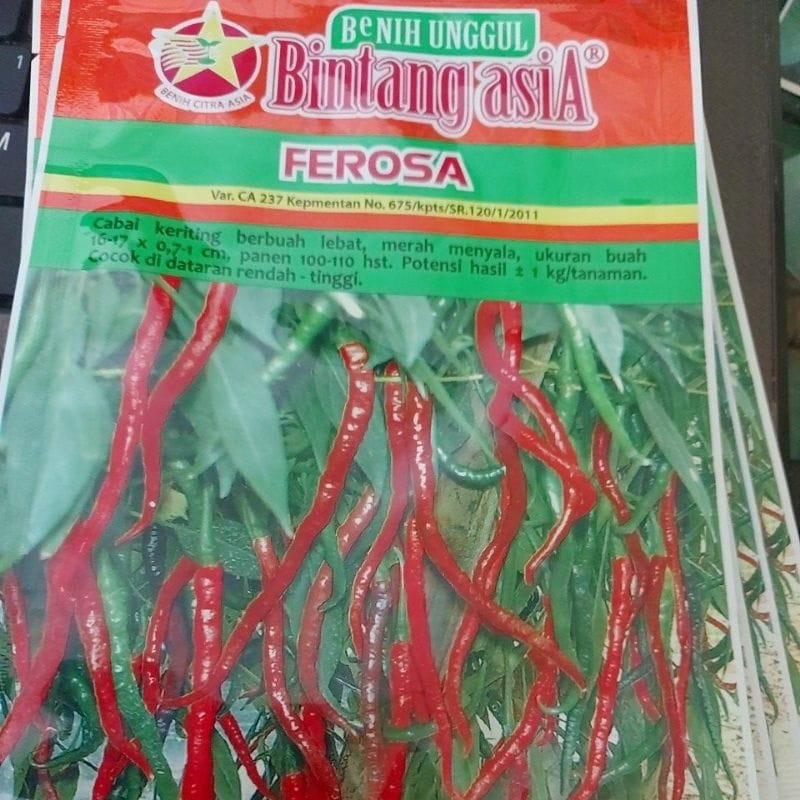 BeNIH UNGGUL
Bintang asiA®
BENIH CITRA ASIA
FEROSA
Var. CA 237 Kepmentan No. 675/kpts/SR.120/1/2011
Cabai keriting berbuah lebat, merah menyala, ukuran buah
16-17 x 0,7-1 cm, panen 100-110 hst. Potensi hasil ± 1 kg/tanaman.
Cocok di dataran rendah - tinggi.
1
M